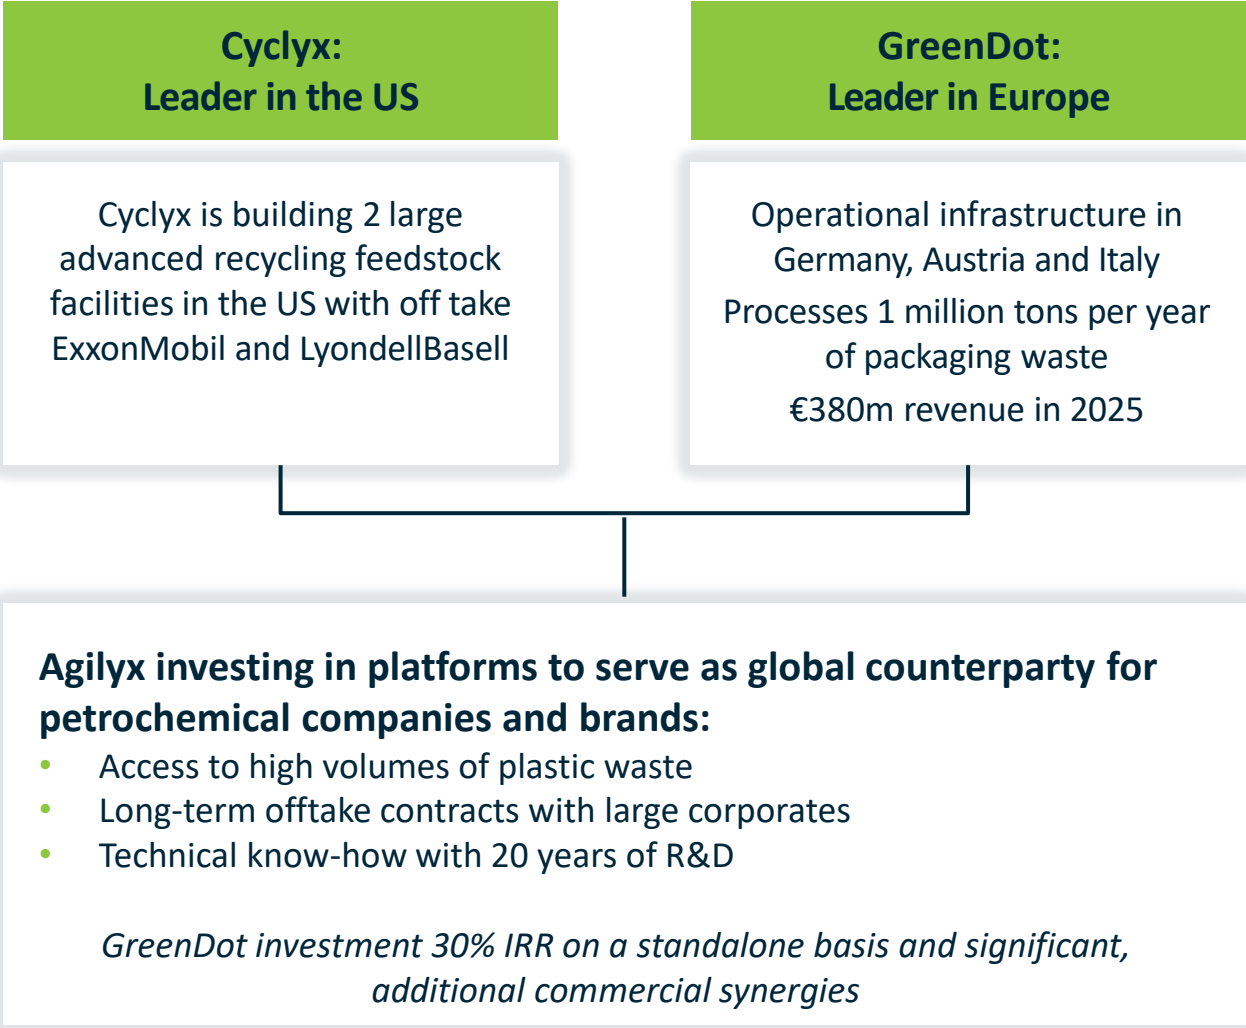 Cyclyx:
Leader in the US
GreenDot:
Leader in Europe
Cyclyx is building 2 large
advanced recycling feedstock
facilities in the US with off take
ExxonMobil and LyondellBasell
Operational infrastructure in
Germany, Austria and Italy
Processes 1 million tons per year
of packaging waste
€380m revenue in 2025
Agilyx investing in platforms to serve as global counterparty for
petrochemical companies and brands:
• Access to high volumes of plastic waste
• Long-term offtake contracts with large corporates
• Technical know-how with 20 years of R&D
GreenDot investment 30% IRR on a standalone basis and significant,
additional commercial synergies